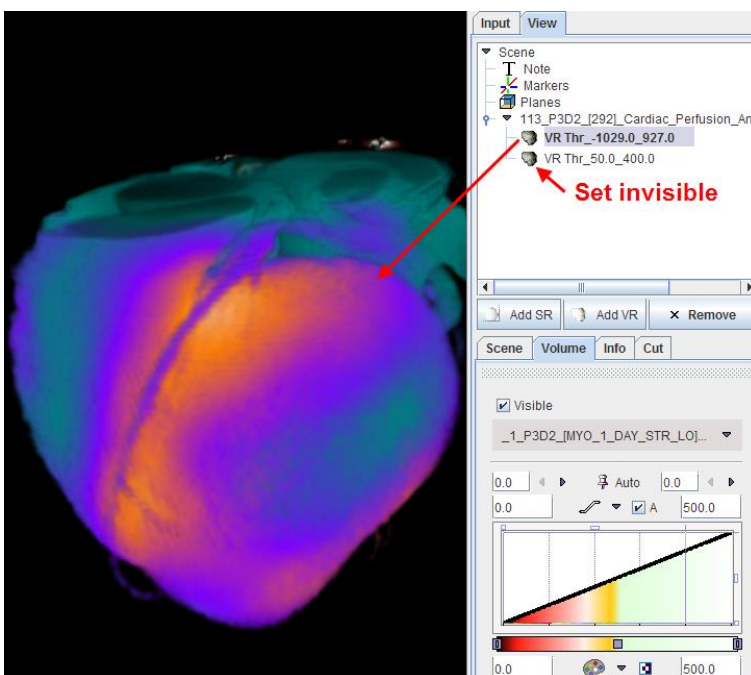 Input View
Scene
Note
Markers
Planes
113_P3D2_[292]_Cardiac_Perfusion_An
VR Thr_-1029.0_927.0
VR Thr_50.0_400.0
Set invisible
Add SR Add VR × Remove
Scene Volume Info Cut
Visible
_1_P3D2_[MYO_1_DAY_STR_LO]...
0.0 Auto 0.0
0.0 A 500.0
0.0 500.0